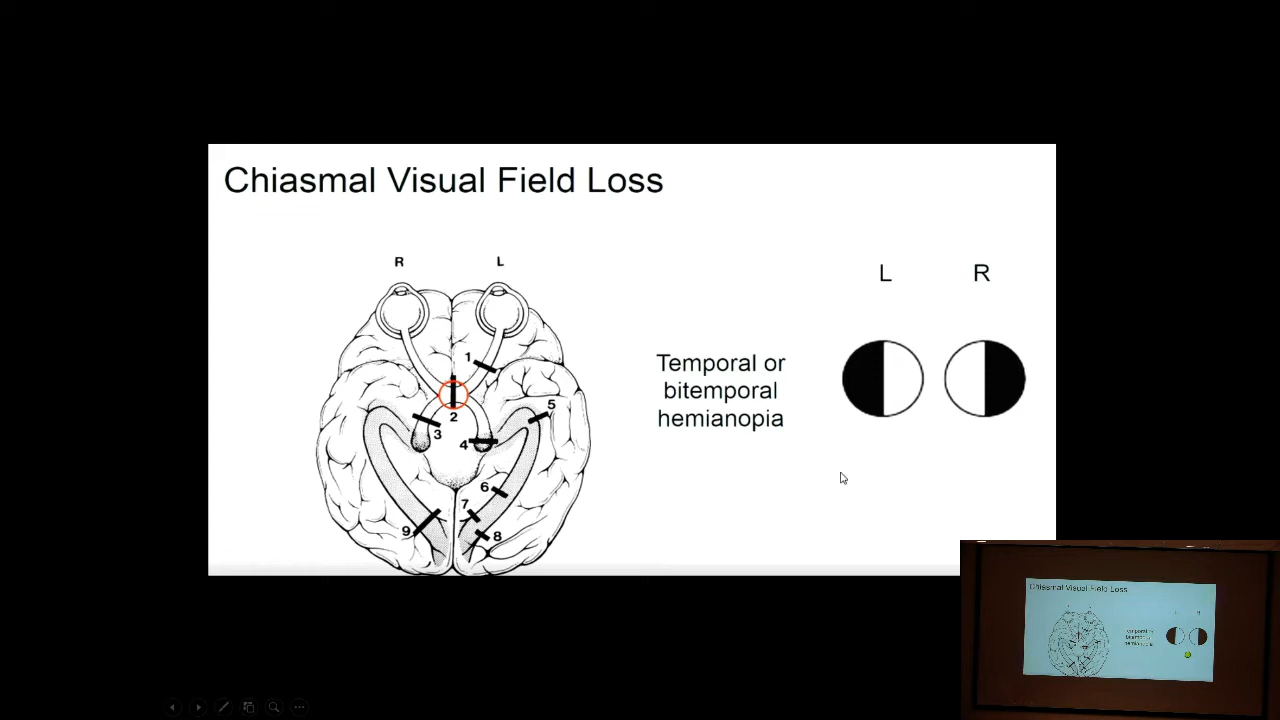 Chiasmal Visual Field Loss
R L
L R
1
2
3
4
5
6
7
8
9
Temporal or
bitemporal
hemianopia
Chiasmal Visual Field Loss